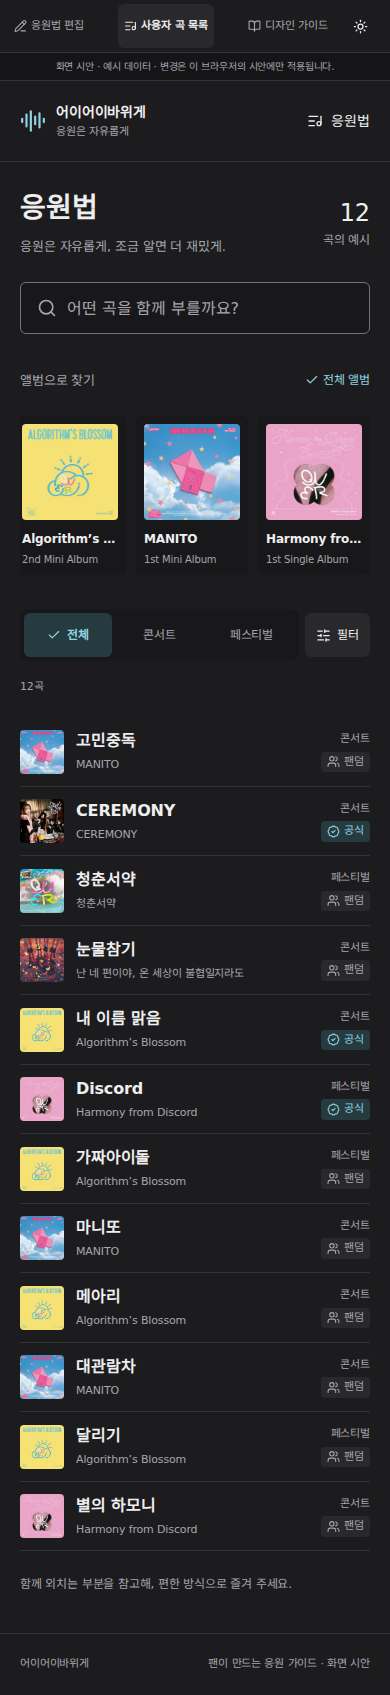 응원법 편집
사용자 곡 목록
디자인 가이드
화면 시안 · 예시 데이터 · 변경은 이 브라우저의 시안에만 적용됩니다.
어이어이바위게
응원은 자유롭게
응원법
응원법
12
응원은 자유롭게, 조금 알면 더 재밌게.
곡의 예시
어떤 곡을 함께 부를까요?
앨범으로 찾기
전체 앨범
ALGORITHM'S BLOSSOM
QWER
Algorithm’s ...
2nd Mini Album
MANITO
1st Mini Album
Harmony fro...
1st Single Album
전체
콘서트
페스티벌
필터
12곡
고민중독
콘서트
MANITO
팬덤
CEREMONY
콘서트
CEREMONY
공식
청춘서약
페스티벌
청춘서약
팬덤
눈물참기
콘서트
난 네 편이야, 온 세상이 불협일지라도
팬덤
내 이름 맑음
콘서트
Algorithm’s Blossom
공식
Discord
페스티벌
Harmony from Discord
공식
가짜아이돌
페스티벌
Algorithm’s Blossom
팬덤
마니또
콘서트
MANITO
팬덤
메아리
콘서트
Algorithm’s Blossom
팬덤
대관람차
콘서트
MANITO
팬덤
달리기
페스티벌
Algorithm’s Blossom
팬덤
별의 하모니
콘서트
Harmony from Discord
팬덤
함께 외치는 부분을 참고해, 편한 방식으로 즐겨 주세요.
어이어이바위게
팬이 만드는 응원 가이드 · 화면 시안